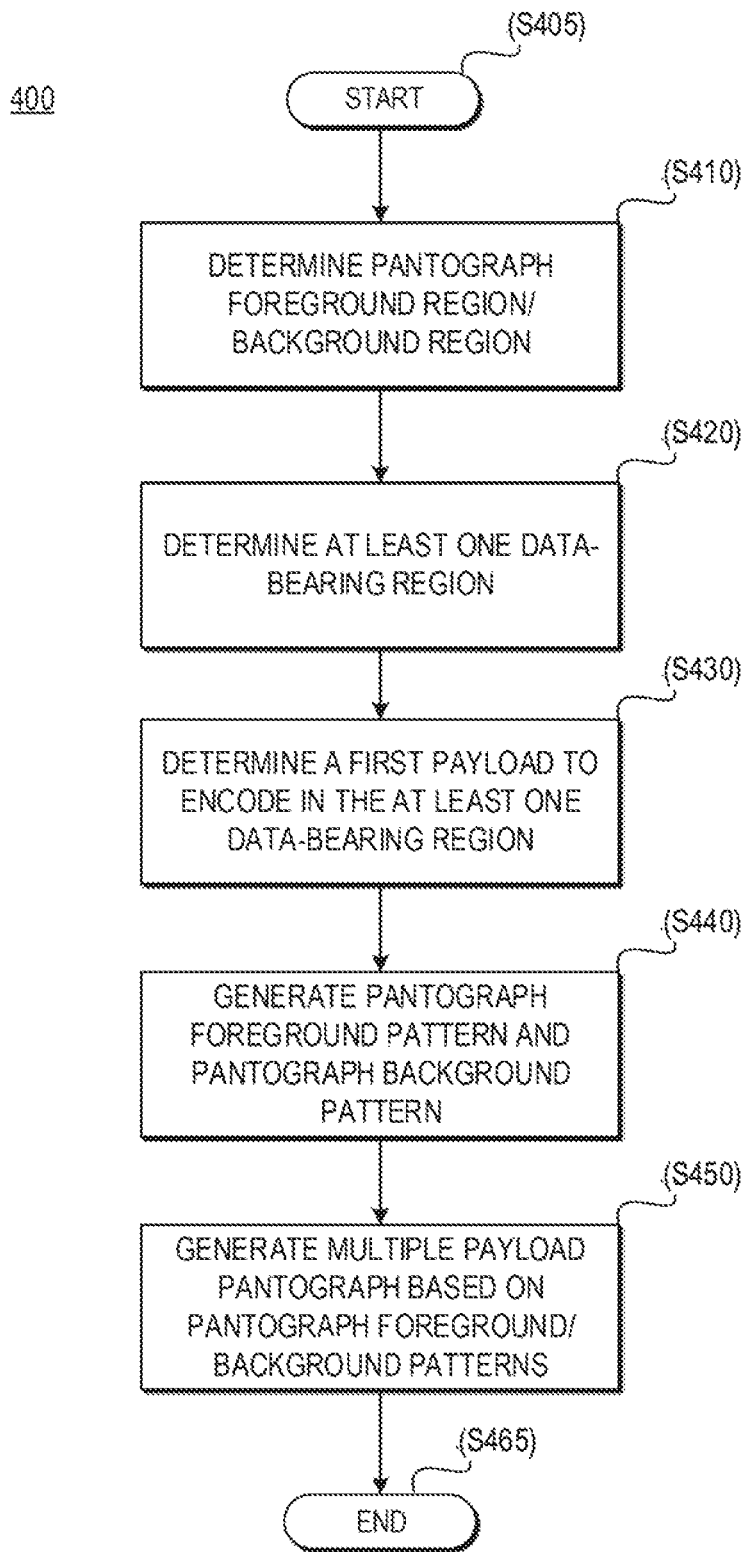 (S405)
400
START
(S410)
DETERMINE PANTOGRAPH
FOREGROUND REGION/
BACKGROUND REGION
(S420)
DETERMINE AT LEAST ONE DATA-
BEARING REGION
(S430)
DETERMINE A FIRST PAYLOAD TO
ENCODE IN THE AT LEAST ONE
DATA-BEARING REGION
(S440)
GENERATE PANTOGRAPH
FOREGROUND PATTERN AND
PANTOGRAPH BACKGROUND
PATTERN
(S450)
GENERATE MULTIPLE PAYLOAD
PANTOGRAPH BASED ON
PANTOGRAPH FOREGROUND/
BACKGROUND PATTERNS
(S465)
END